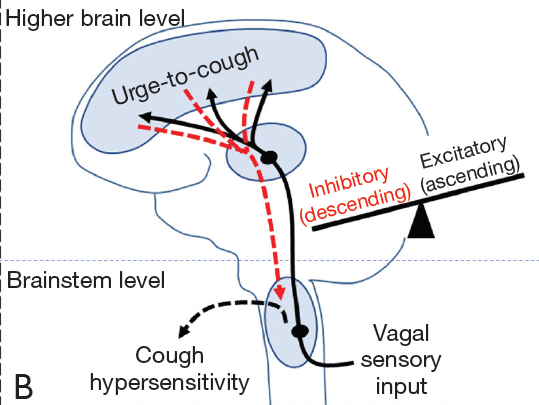 Higher brain level
Urge-to-cough
Inhibitory
(descending)
Excitatory
(ascending)
Brainstem level
Cough
hypersensitivity
Vagal
sensory
input
B